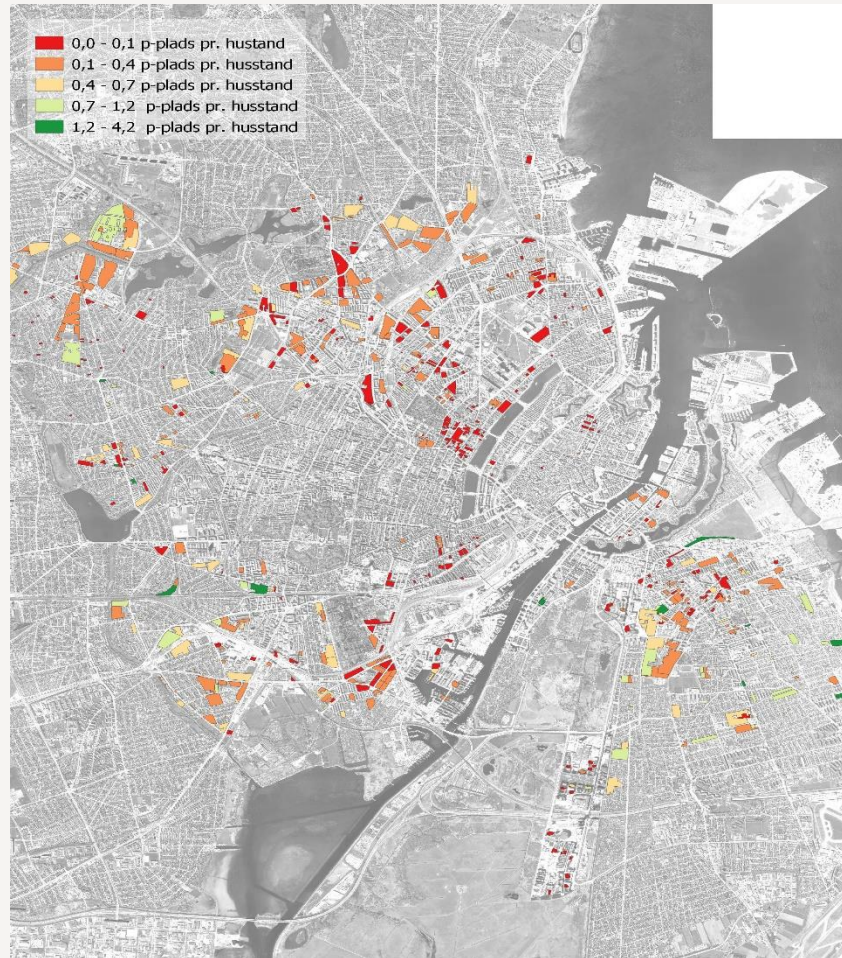 0,0 - 0,1 p-plads pr. hustand
0,1 - 0,4 p-plads pr. husstand
0,4 - 0,7 p-plads pr. husstand
0,7 - 1,2 p-plads pr. husstand
1,2 - 4,2 p-plads pr. husstand